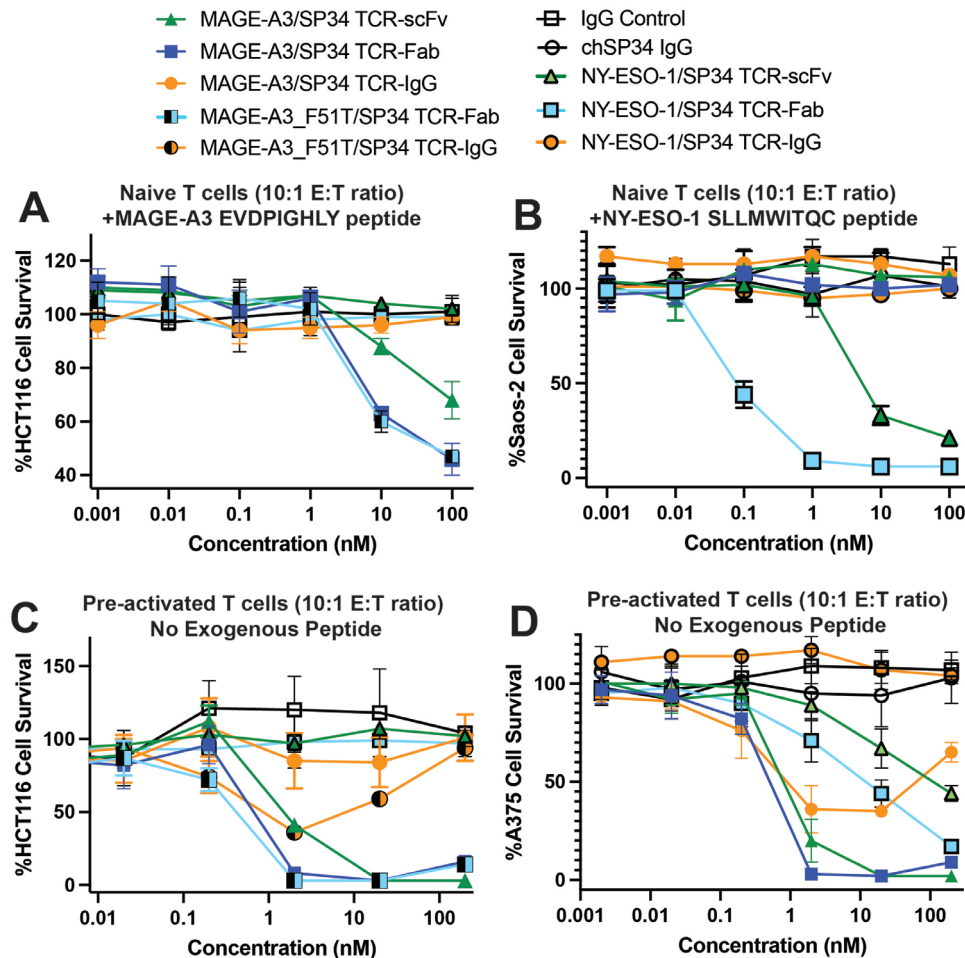 MAGE-A3/SP34 TCR-scFv
MAGE-A3/SP34 TCR-Fab
MAGE-A3/SP34 TCR-IgG
MAGE-A3_F51T/SP34 TCR-Fab
MAGE-A3_F51T/SP34 TCR-IgG
IgG Control
chSP34 IgG
NY-ESO-1/SP34 TCR-scFv
NY-ESO-1/SP34 TCR-Fab
NY-ESO-1/SP34 TCR-IgG
A
Naive T cells (10:1 E:T ratio)
+MAGE-A3 EVDPIGHLY peptide
%HCT116 Cell Survival
120
100
80
60
40
0.001 0.01 0.1 1 10 100
Concentration (nM)
B
Naive T cells (10:1 E:T ratio)
+NY-ESO-1 SLLMWITQC peptide
%Saos-2 Cell Survival
100
50
0
0.001 0.01 0.1 1 10 100
Concentration (nM)
C
Pre-activated T cells (10:1 E:T ratio)
No Exogenous Peptide
%HCT116 Cell Survival
150
100
50
0
0.01 0.1 1 10 100
Concentration (nM)
D
Pre-activated T cells (10:1 E:T ratio)
No Exogenous Peptide
%A375 Cell Survival
100
50
0
0.001 0.01 0.1 1 10 100
Concentration (nM)